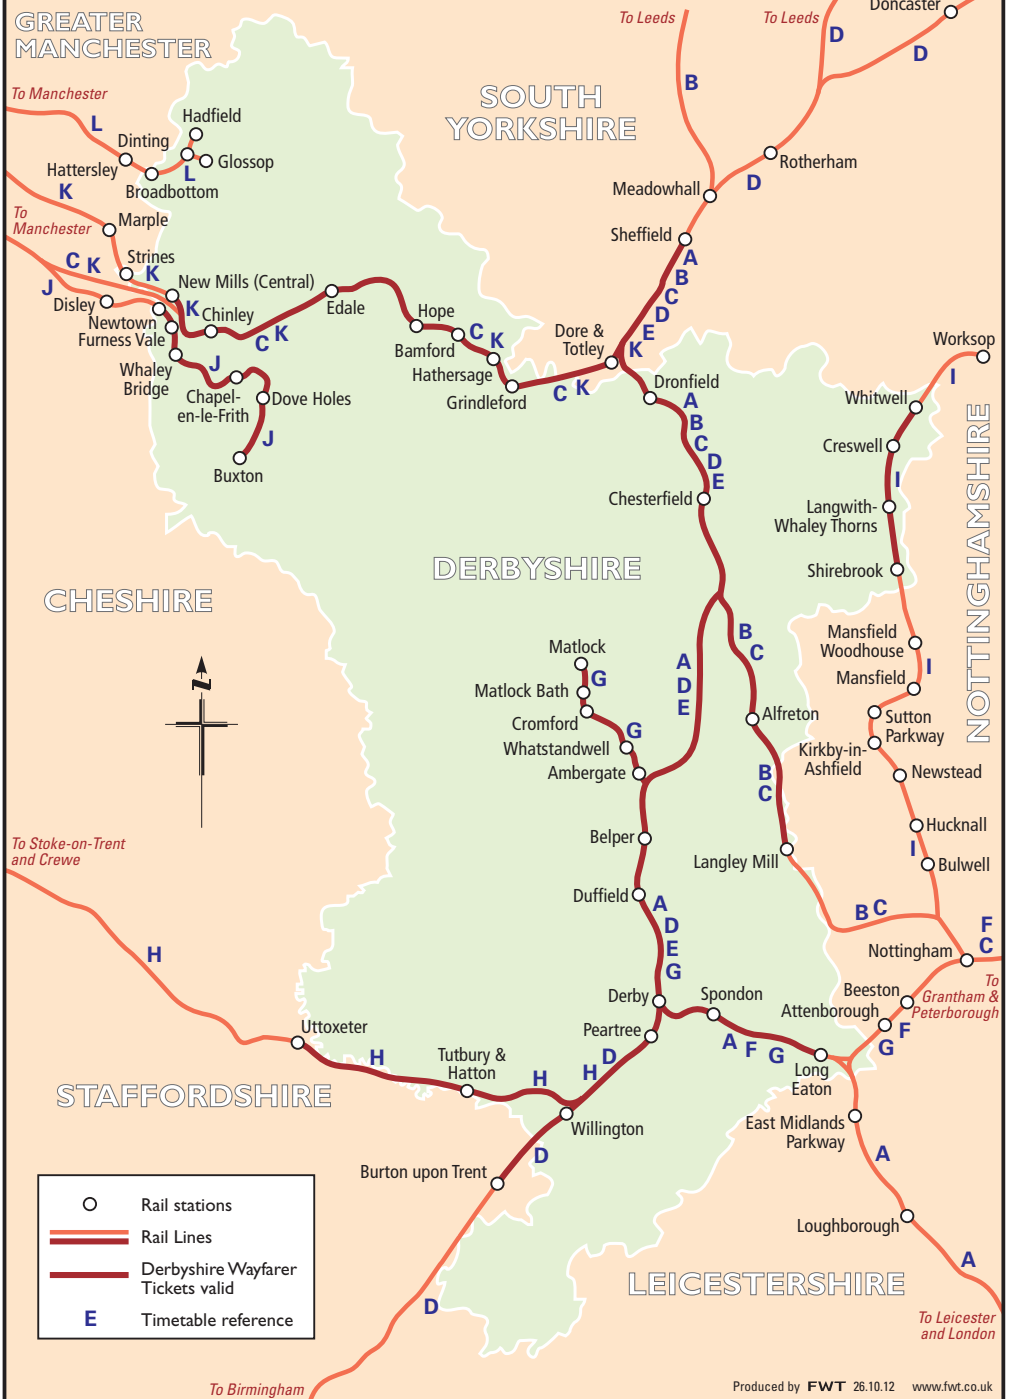 GREATER
MANCHESTER
To Leeds
To Leeds
Doncaster
D
D
B
To Manchester
L
Hadfield
Dinting
Hattersley
Glossop
L
Broadbottom
K
SOUTH
YORKSHIRE
Rotherham
D
Meadowhall
To
Manchester
Marple
Sheffield
Strines
C K
K
J
New Mills (Central)
K
Disley
Newtown
Furness Vale
Chinley
C K
Edale
Hope
Bamford
C K
Hathersage
Grindleford
C K
Dore &
Totley
A
B
C
D
E
K
Whaley
Bridge
J
Chapel-
en-le-Frith
Dove Holes
J
Buxton
Dronfield
A
B
C
D
E
Chesterfield
Worksop
I
Whitwell
Creswell
I
Langwith-
Whaley Thorns
Shirebrook
NOTTINGHAMSHIRE
DERBYSHIRE
CHESHIRE
N
Mansfield
Woodhouse
I
Mansfield
Sutton
Parkway
Kirkby-in-
Ashfield
Newstead
Hucknall
I
Bulwell
B
C
A
D
E
Matlock
G
Matlock Bath
Cromford
G
Whatstandwell
Ambergate
Alfreton
B
C
Belper
Langley Mill
Duffield
A
D
E
G
B C
F
C
Nottingham
To
Grantham &
Peterborough
To Stoke-on-Trent
and Crewe
H
Derby
Spondon
Peartree
A F G
Beeston
Attenborough
F
G
Long
Eaton
Uttoxeter
H
Tutbury &
Hatton
H
H
D
Willington
D
Burton upon Trent
STAFFORDSHIRE
East Midlands
Parkway
A
Loughborough
A
LEICESTERSHIRE
To Leicester
and London
D
To Birmingham
Rail stations
Rail Lines
Derbyshire Wayfarer
Tickets valid
E Timetable reference
Produced by FWT 26.10.12 www.fwt.co.uk